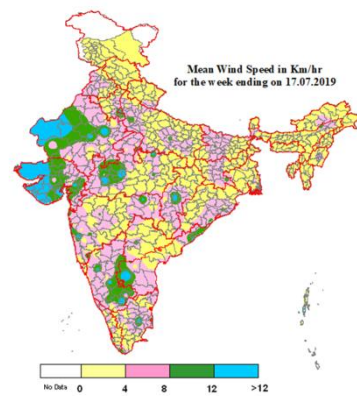 Mean Wind Speed in Km/hr
for the week ending on 17.07.2019
No Data 0 4 8 12 >12